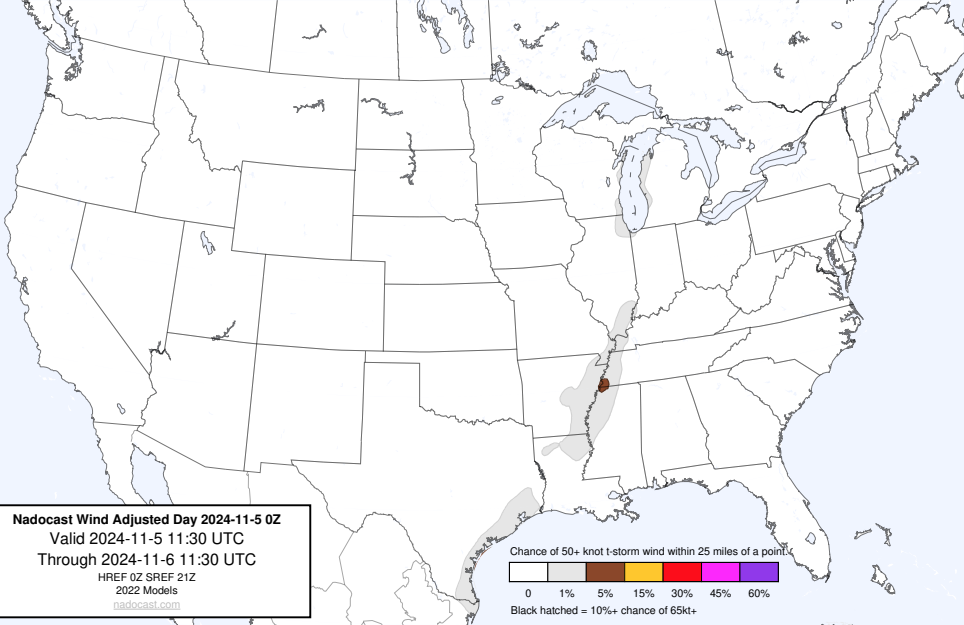 Nadocast Wind Adjusted Day 2024-11-5 0Z
Valid 2024-11-5 11:30 UTC
Through 2024-11-6 11:30 UTC
HREF 0Z SREF 21Z
2022 Models
nadocast.com
Chance of 50+ knot t-storm wind within 25 miles of a point.
0 1% 5% 15% 30% 45% 60%
Black hatched = 10%+ chance of 65kt+